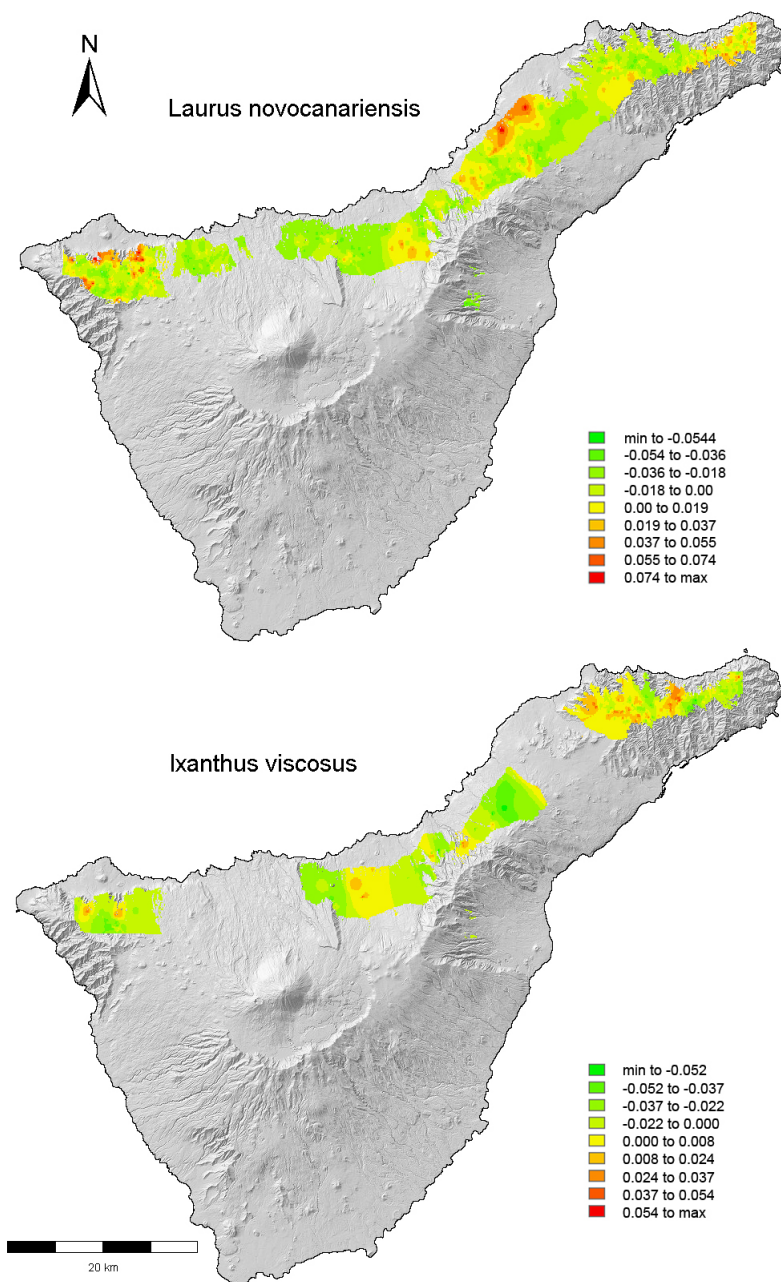 N
Laurus novocanariensis
min to -0.0544
-0.054 to -0.036
-0.036 to -0.018
-0.018 to 0.00
0.00 to 0.019
0.019 to 0.037
0.037 to 0.055
0.055 to 0.074
0.074 to max
Ixanthus viscosus
min to -0.052
-0.052 to -0.037
-0.037 to -0.022
-0.022 to 0.000
0.000 to 0.008
0.008 to 0.024
0.024 to 0.037
0.037 to 0.054
0.054 to max
20 km